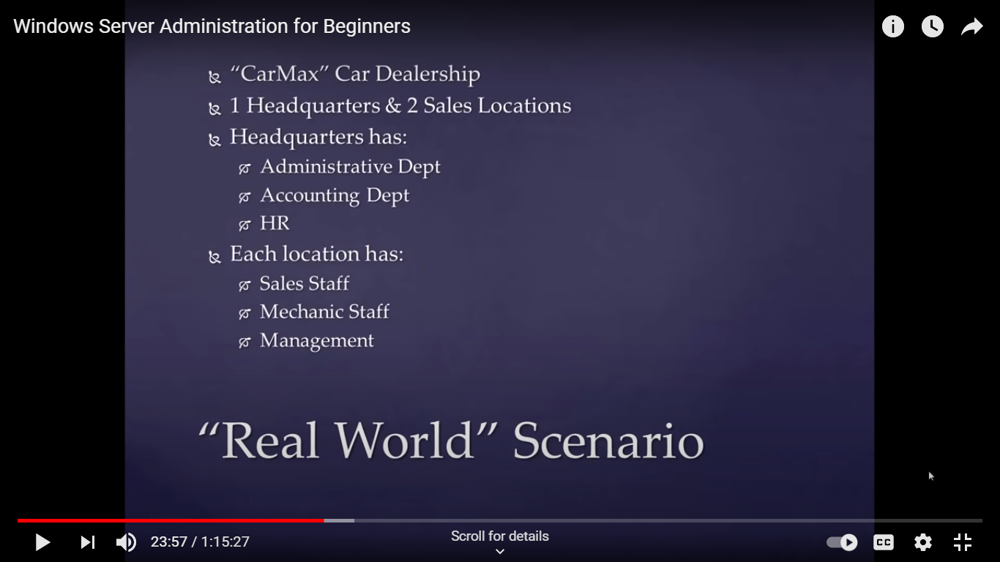 Windows Server Administration for Beginners
“CarMax” Car Dealership
1 Headquarters & 2 Sales Locations
Headquarters has:
Administrative Dept
Accounting Dept
HR
Each location has:
Sales Staff
Mechanic Staff
Management
“Real World” Scenario
23:57 / 1:15:27
Scroll for details
CC